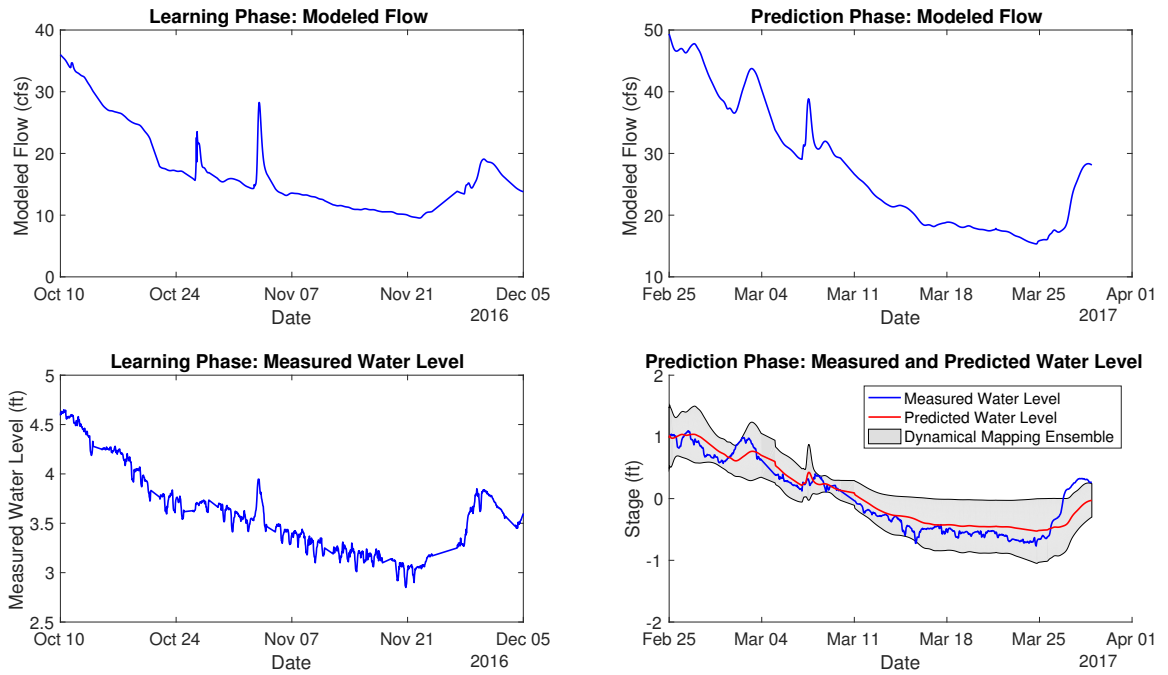 Learning Phase: Modeled Flow
40
30
20
10
0
Modeled Flow (cfs)
Oct 10
Oct 24
Nov 07
Nov 21
Dec 05
Date
2016
Prediction Phase: Modeled Flow
50
40
30
20
10
Modeled Flow (cfs)
Feb 25
Mar 04
Mar 11
Mar 18
Mar 25
Apr 01
Date
2017
Learning Phase: Measured Water Level
5
4.5
4
3.5
3
2.5
Measured Water Level (ft)
Oct 10
Oct 24
Nov 07
Nov 21
Dec 05
Date
2016
Prediction Phase: Measured and Predicted Water Level
2
1
0
-1
-2
Stage (ft)
Measured Water Level
Predicted Water Level
Dynamical Mapping Ensemble
Feb 25
Mar 04
Mar 11
Mar 18
Mar 25
Apr 01
Date
2017